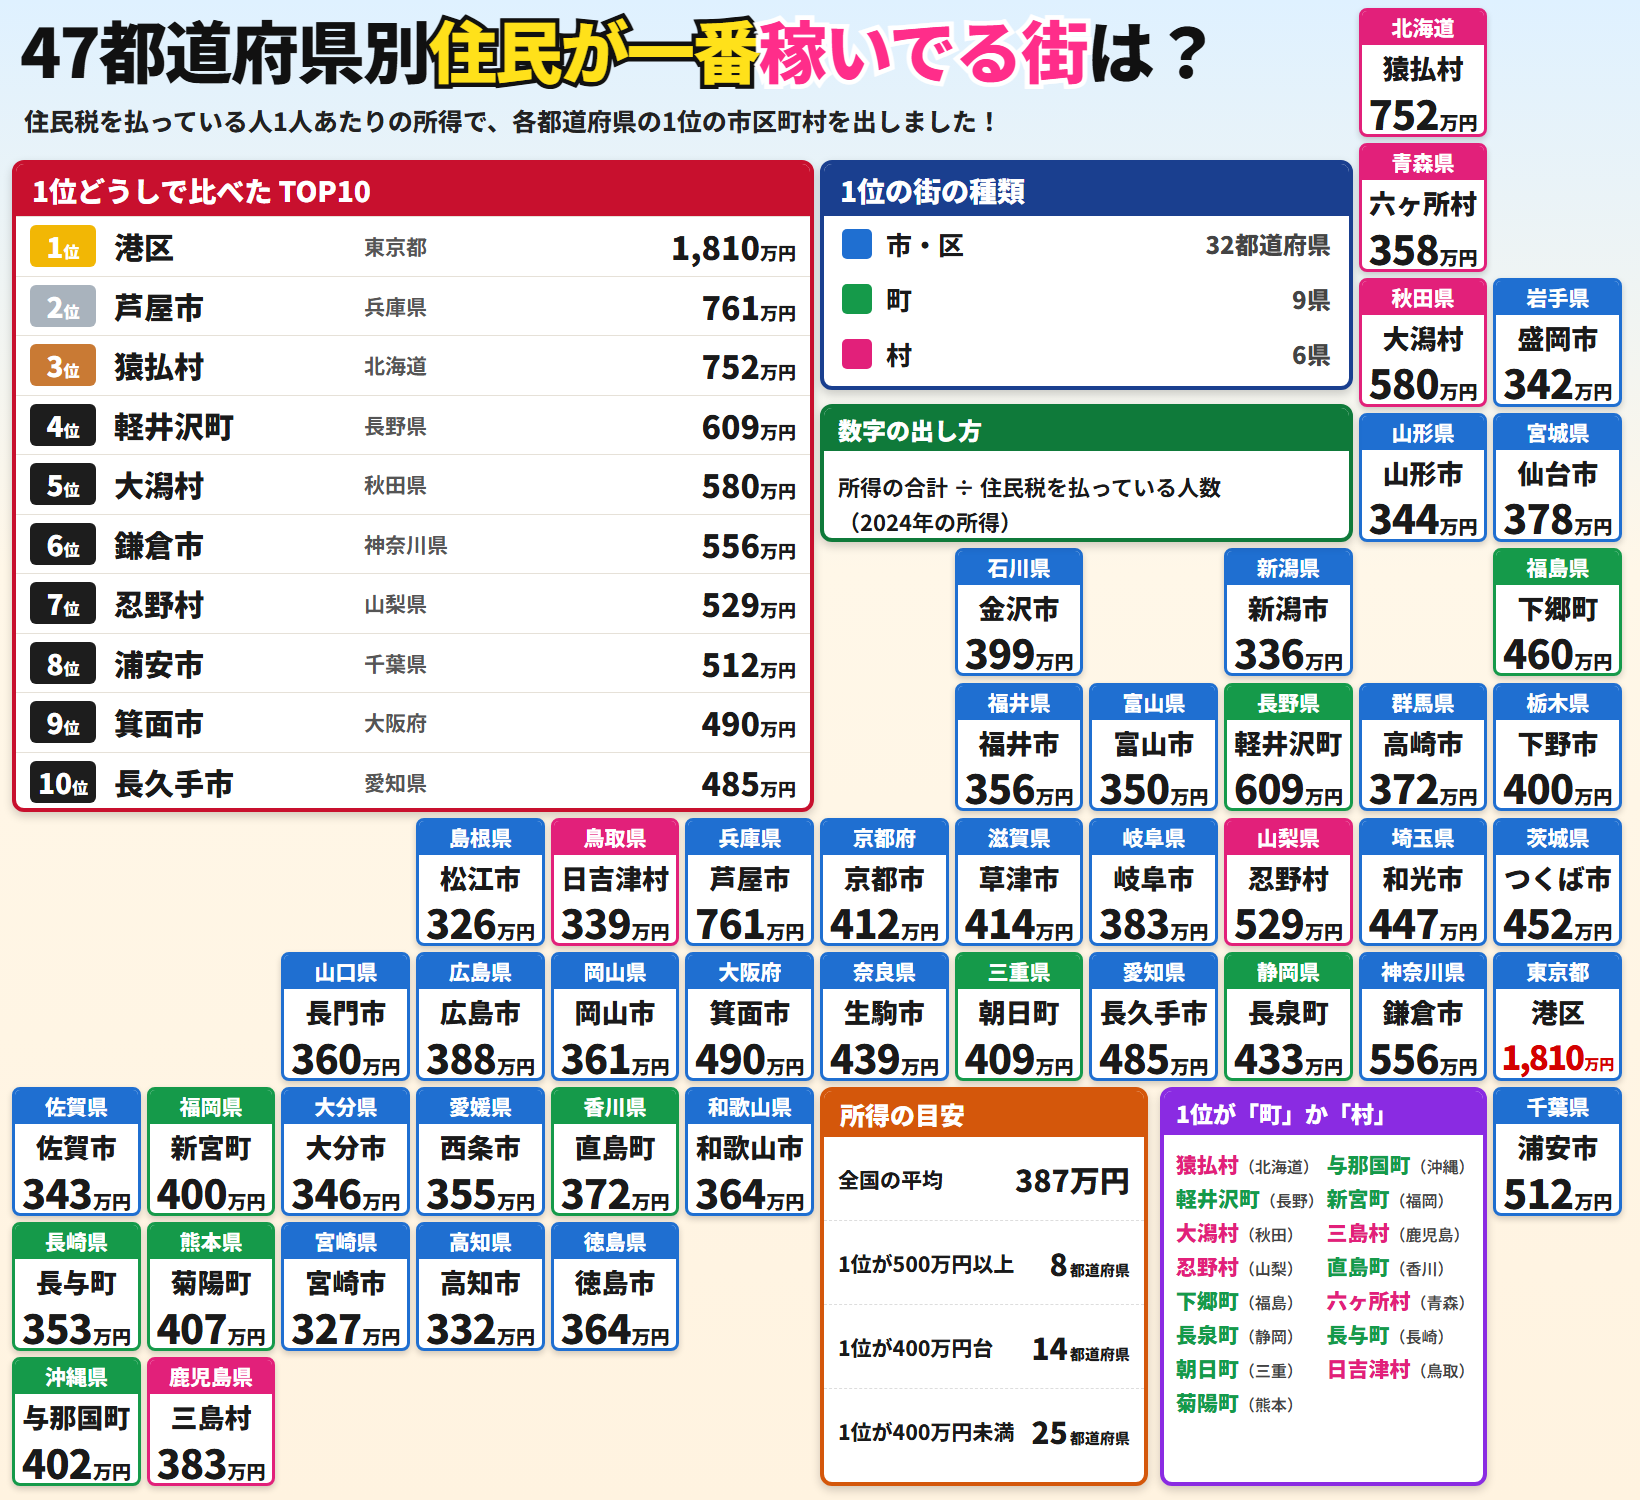 47都道府県別住民が一番稼いでる街は？
住民税を払っている人1人あたりの所得で、各都道府県の1位の市区町村を出しました！
1位どうしで比べた TOP10
1位 港区 東京都 1,810万円
2位 芦屋市 兵庫県 761万円
3位 猿払村 北海道 752万円
4位 軽井沢町 長野県 609万円
5位 大潟村 秋田県 580万円
6位 鎌倉市 神奈川県 556万円
7位 忍野村 山梨県 529万円
8位 浦安市 千葉県 512万円
9位 箕面市 大阪府 490万円
10位 長久手市 愛知県 485万円
1位の街の種類
市・区 32都道府県
町 9県
村 6県
数字の出し方
所得の合計 ÷ 住民税を払っている人数
（2024年の所得）
北海道
猿払村
752万円
青森県
六ヶ所村
358万円
秋田県
大潟村
580万円
岩手県
盛岡市
342万円
山形県
山形市
344万円
宮城県
仙台市
378万円
石川県
金沢市
399万円
新潟県
新潟市
336万円
福島県
下郷町
460万円
福井県
福井市
356万円
富山県
富山市
350万円
長野県
軽井沢町
609万円
群馬県
高崎市
372万円
栃木県
下野市
400万円
島根県
松江市
326万円
鳥取県
日吉津村
339万円
兵庫県
芦屋市
761万円
京都府
京都市
412万円
滋賀県
草津市
414万円
岐阜県
岐阜市
383万円
山梨県
忍野村
529万円
埼玉県
和光市
447万円
茨城県
つくば市
452万円
山口県
長門市
360万円
広島県
広島市
388万円
岡山県
岡山市
361万円
大阪府
箕面市
490万円
奈良県
生駒市
439万円
三重県
朝日町
409万円
愛知県
長久手市
485万円
静岡県
長泉町
433万円
神奈川県
鎌倉市
556万円
東京都
港区
1,810万円
佐賀県
佐賀市
343万円
福岡県
新宮町
400万円
大分県
大分市
346万円
愛媛県
西条市
355万円
香川県
直島町
372万円
和歌山県
和歌山市
364万円
千葉県
浦安市
512万円
長崎県
長与町
353万円
熊本県
菊陽町
407万円
宮崎県
宮崎市
327万円
高知県
高知市
332万円
徳島県
徳島市
364万円
沖縄県
与那国町
402万円
鹿児島県
三島村
383万円
所得の目安
全国の平均 387万円
1位が500万円以上 8都道府県
1位が400万円台 14都道府県
1位が400万円未満 25都道府県
1位が「町」か「村」
猿払村（北海道） 与那国町（沖縄）
軽井沢町（長野） 新宮町（福岡）
大潟村（秋田） 三島村（鹿児島）
忍野村（山梨） 直島町（香川）
下郷町（福島） 六ヶ所村（青森）
長泉町（静岡） 長与町（長崎）
朝日町（三重） 日吉津村（鳥取）
菊陽町（熊本）